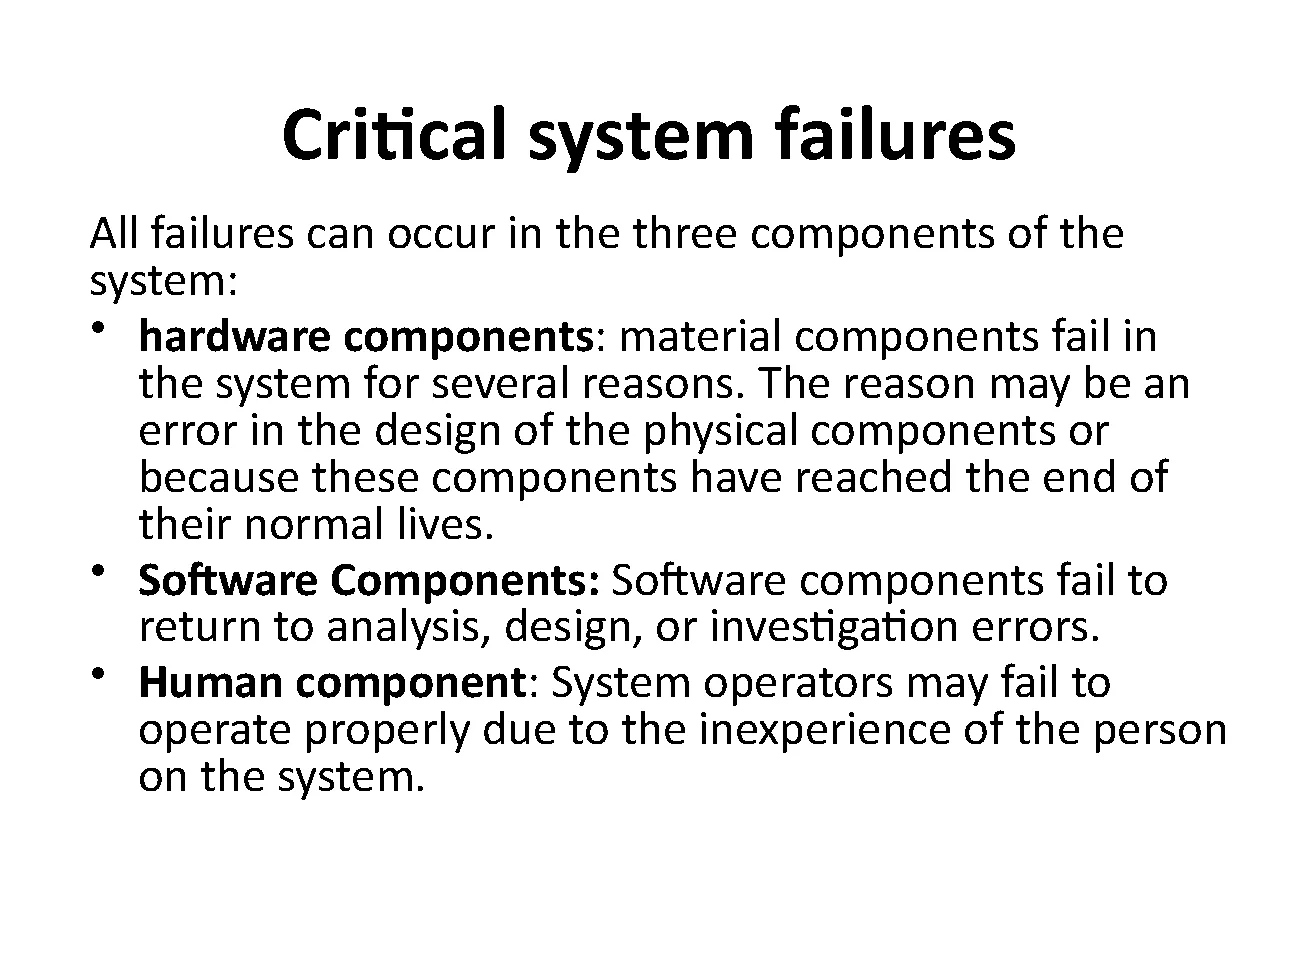 Critical system failures
All failures can occur in the three components of the
system:
• hardware components: material components fail in
the system for several reasons. The reason may be an
error in the design of the physical components or
because these components have reached the end of
their normal lives.
• Software Components: Software components fail to
return to analysis, design, or investigation errors.
• Human component: System operators may fail to
operate properly due to the inexperience of the person
on the system.